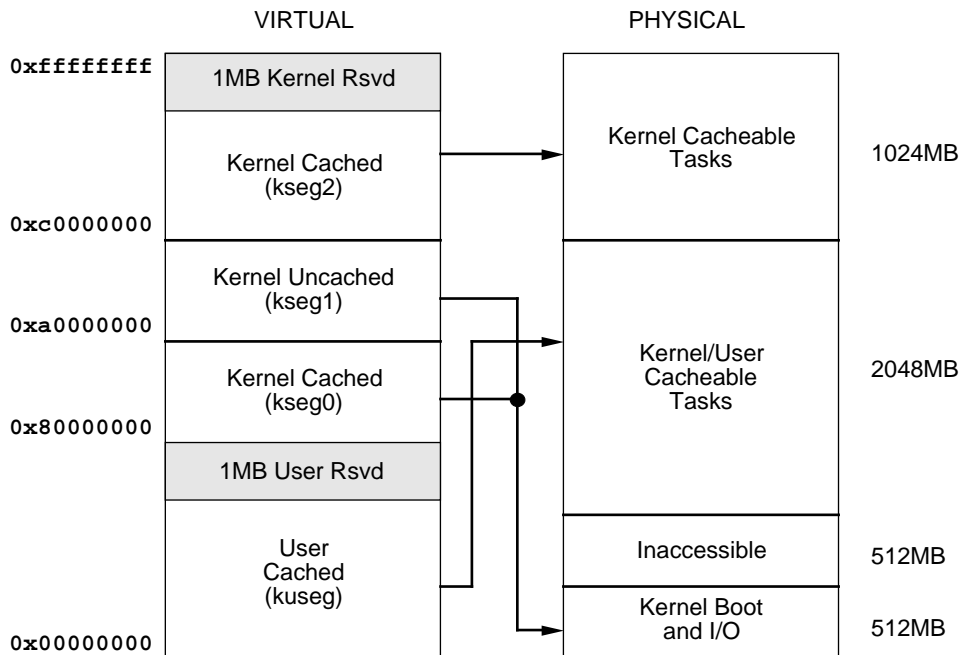 VIRTUAL
PHYSICAL
0xffffffff
1MB Kernel Rsvd
Kernel Cached
(kseg2)
Kernel Cacheable
Tasks
1024MB
0xc0000000
Kernel Uncached
(kseg1)
0xa0000000
Kernel Cached
(kseg0)
Kernel/User
Cacheable
Tasks
2048MB
0x80000000
1MB User Rsvd
User
Cached
(kuseg)
Inaccessible
512MB
Kernel Boot
and I/O
512MB
0x00000000